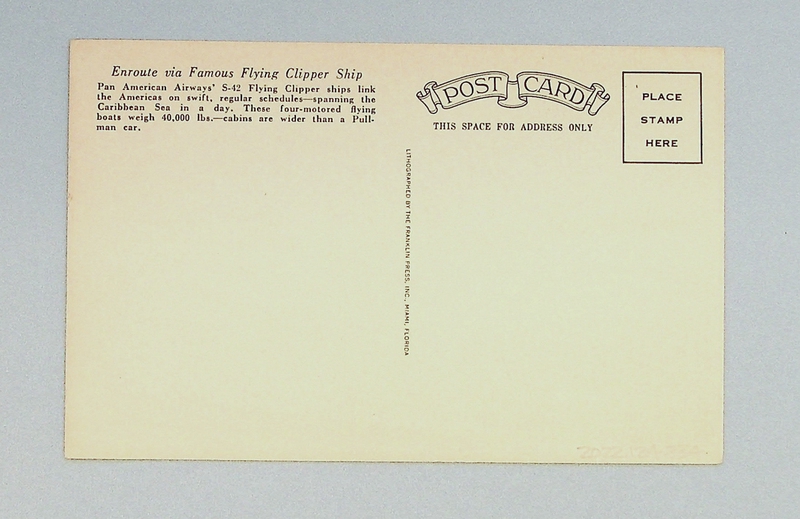 Enroute via Famous Flying Clipper Ship
Pan American Airways' S-42 Flying Clipper ships link
the Americas on swift, regular schedules—spanning the
Caribbean Sea in a day. These four-motored flying
boats weigh 40,000 lbs.—cabins are wider than a Pull-
man car.
POST CARD
THIS SPACE FOR ADDRESS ONLY
PLACE
STAMP
HERE
LITHOGRAPHED BY THE FRANKLIN PRESS, INC., MIAMI, FLORIDA